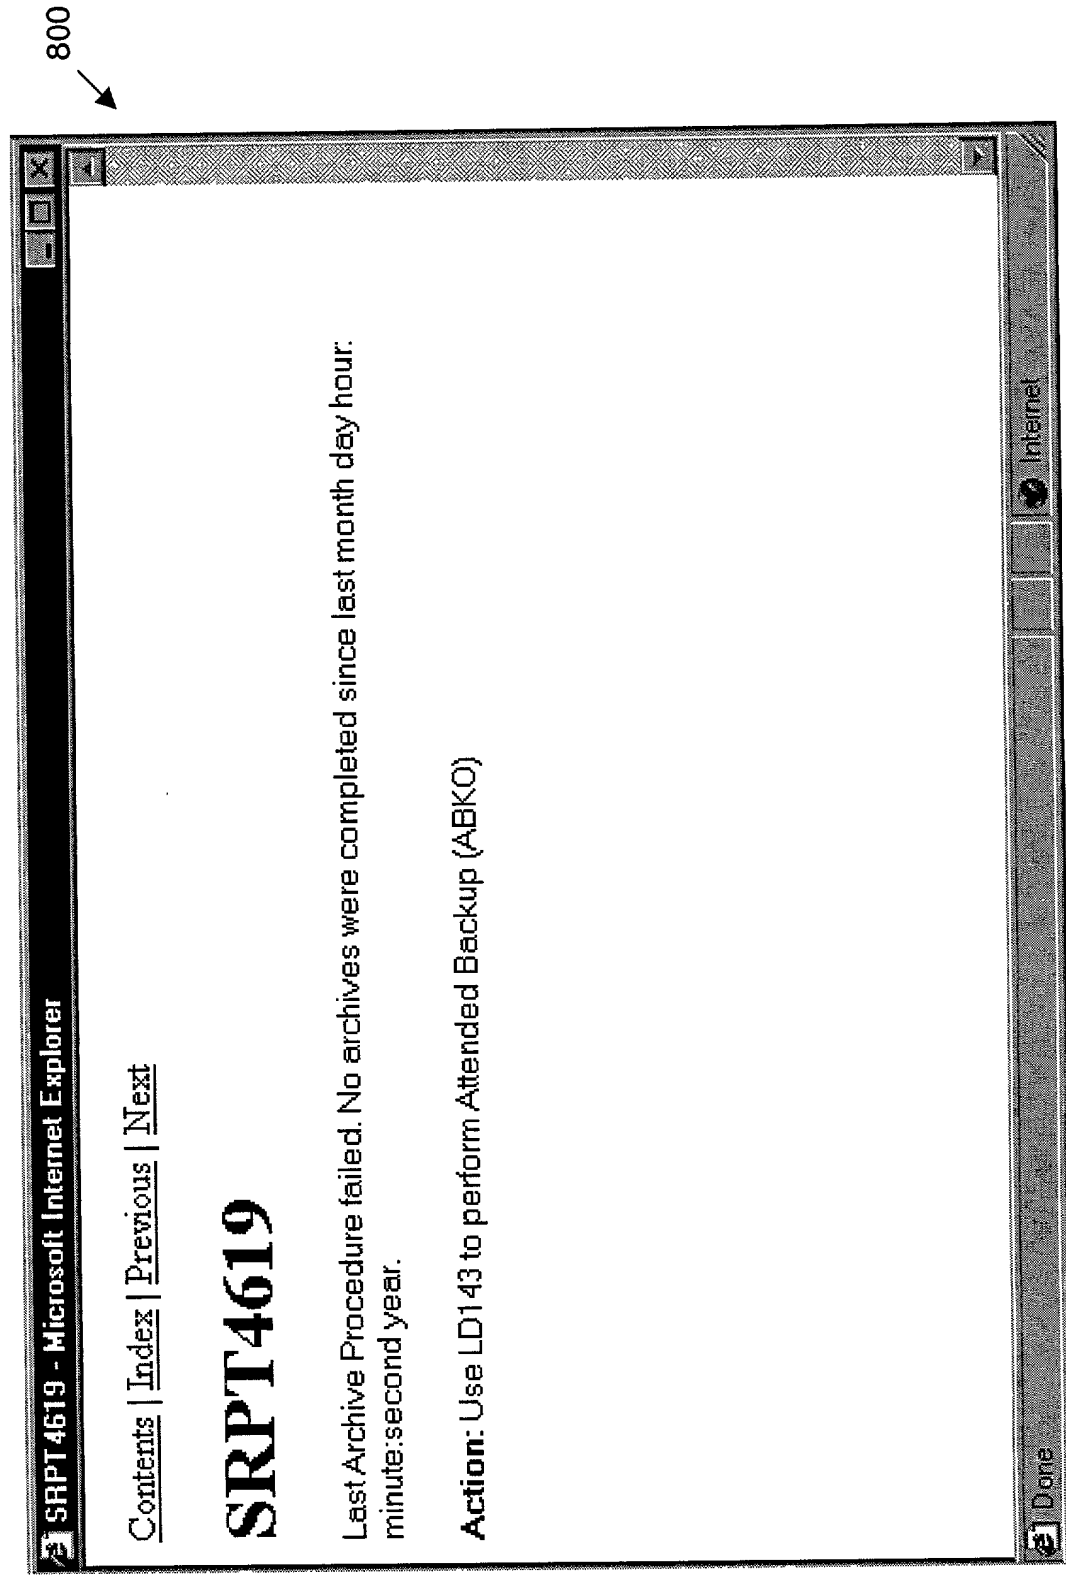 800
SRPT4619 - Microsoft Internet Explorer
Contents | Index | Previous | Next
SRPT4619
Last Archive Procedure failed. No archives were completed since last month day hour:
minute:second year.
Action: Use LD143 to perform Attended Backup (ABKO)
Done
Internet